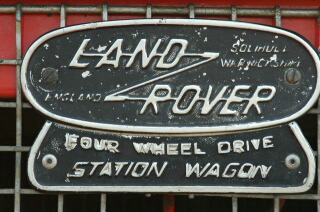 LAND
SOLIHULL
WARWICKSHIRE
ENGLAND
ROVER
FOUR WHEEL DRIVE
STATION WAGON